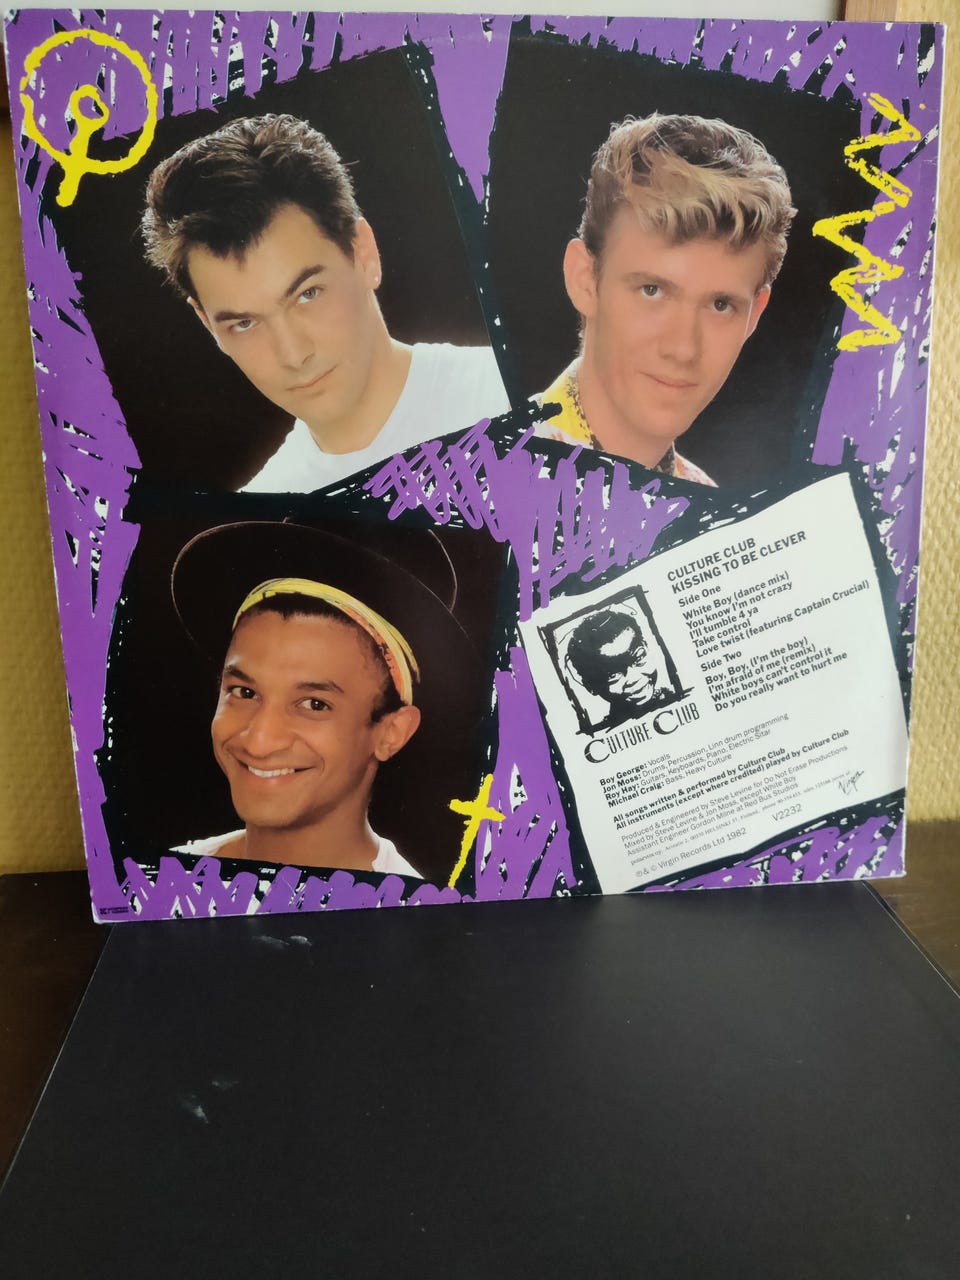 CULTURE CLUB
KISSING TO BE CLEVER
Side One
White Boy (dance mix)
You know I'm not crazy
I'll tumble 4 ya
Take control
Love twist (featuring Captain Crucial)
Side Two
Boy, Boy, (I'm the boy)
I'm afraid of me (remix)
White boys can't control it
Do you really want to hurt me
CULTURE CLUB
Boy George: Vocals
Jon Moss: Drums, Percussion, Linn drum programming
Roy Hay: Guitars, Keyboards, Piano, Electric Sitar
Michael Craig: Bass, Heavy Culture
All songs written & performed by Culture Club
All instruments (except where credited) played by Culture Club
Produced & Engineered by Steve Levine for Do Not Erase Productions
Mixed by Steve Levine & Jon Moss, except White Boy
Assistant Engineer Gordon Milne at Red Bus Studios
℗ & © Virgin Records Ltd 1982
V2232
Virgin